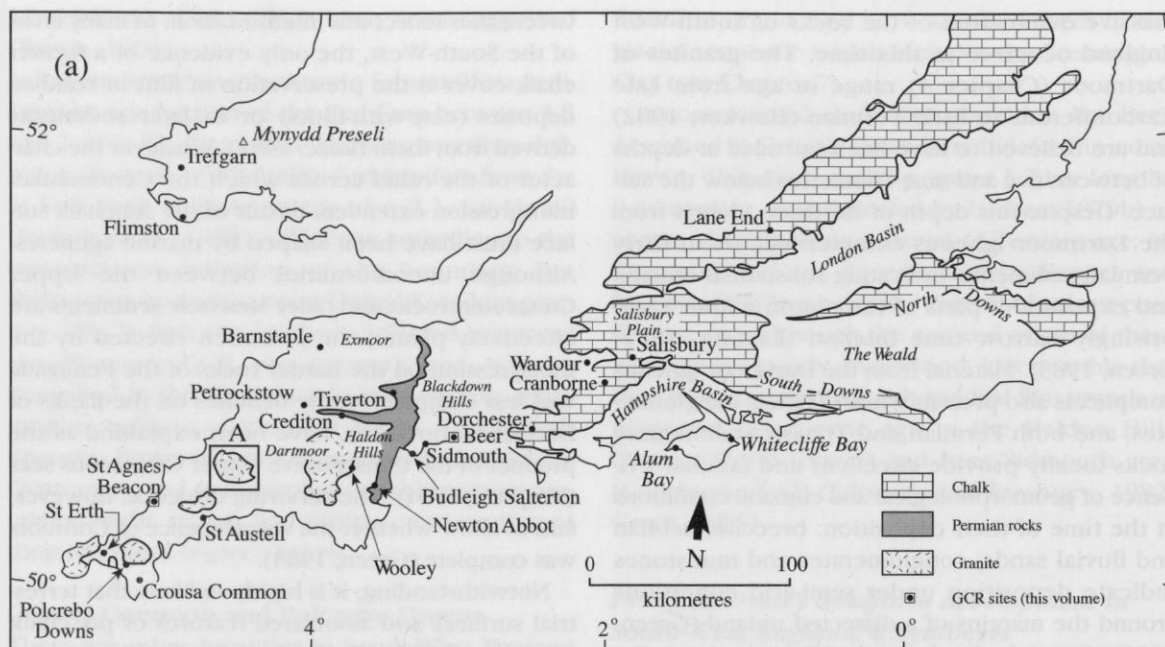 (a)
52°
Mynydd Preseli
Trefgarn
Flimston
Lane End
London Basin
North Downs
Salisbury
Plain
The Weald
Barnstaple
Exmoor
Wardour
Salisbury
Cranborne
Petrockstow
Tiverton
Blackdown
Hills
Crediton
Dorchester
Hampshire Basin
South - Downs
A
Haldon
Hills
Dartmoor
Beer
Sidmouth
Whitecliffe Bay
Alum
Bay
St Agnes
Beacon
Budleigh Salterton
Newton Abbot
St Erth
St Austell
Wooley
50°
Crousa Common
Polcrebo
Downs
N
0
100
kilometres
Chalk
Permian rocks
Granite
GCR sites (this volume)
4°
2°
0°